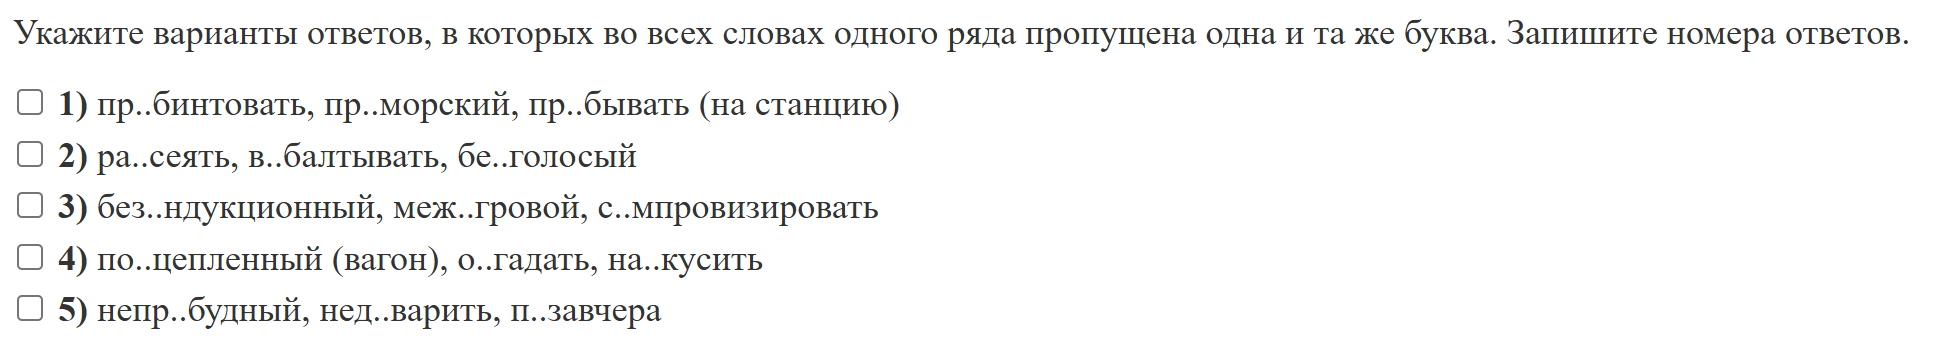 Укажите варианты ответов, в которых во всех словах одного ряда пропущена одна и та же буква. Запишите номера ответов.
1) пр..бинтовать, пр..морский, пр..бывать (на станцию)
2) ра..сеять, в..балтывать, бе..голосый
3) без..ндукционный, меж..гровой, с..мпровизировать
4) по..цепленный (вагон), о..гадать, на..кусить
5) непр..будный, нед..варить, п..завчера